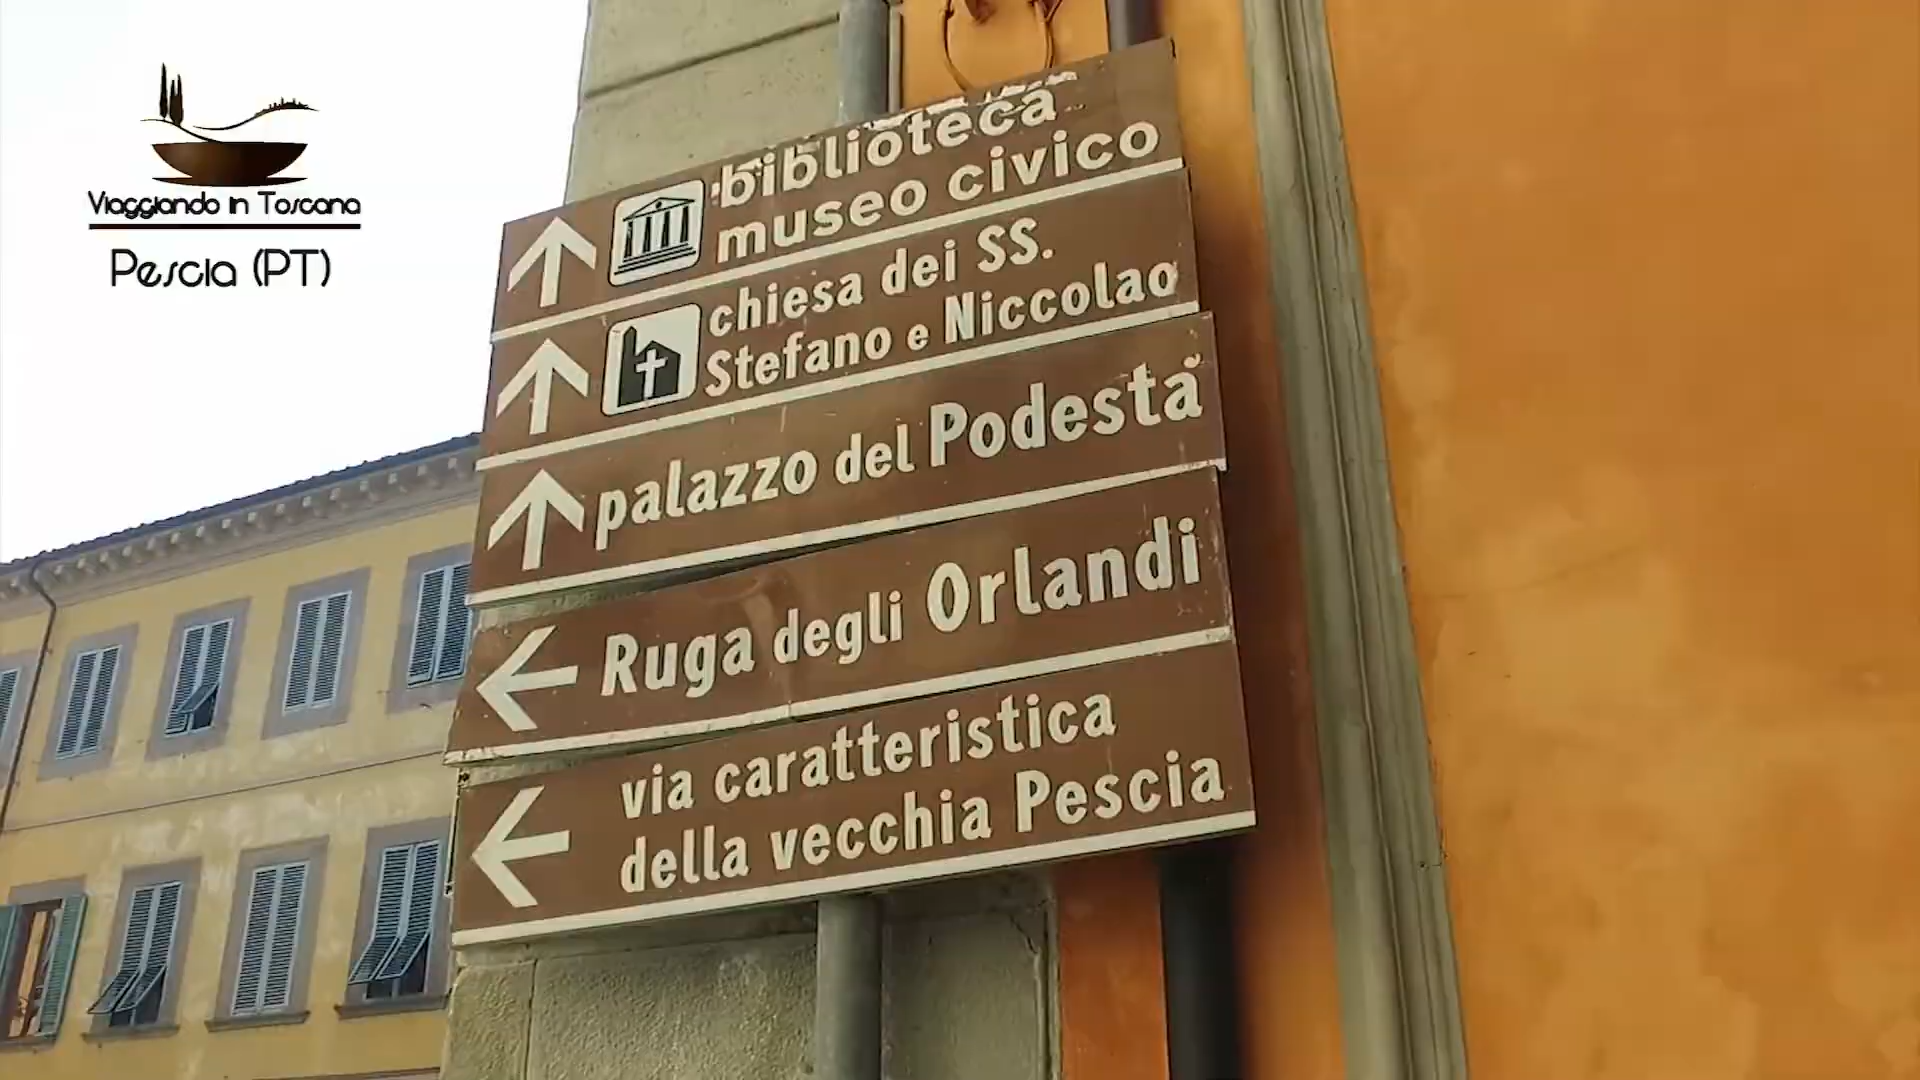 Viaggiando in Toscana
Pescia (PT)
biblioteca
museo civico
chiesa dei SS.
Stefano e Niccolao
palazzo del Podestà
Ruga degli Orlandi
via caratteristica
della vecchia Pescia